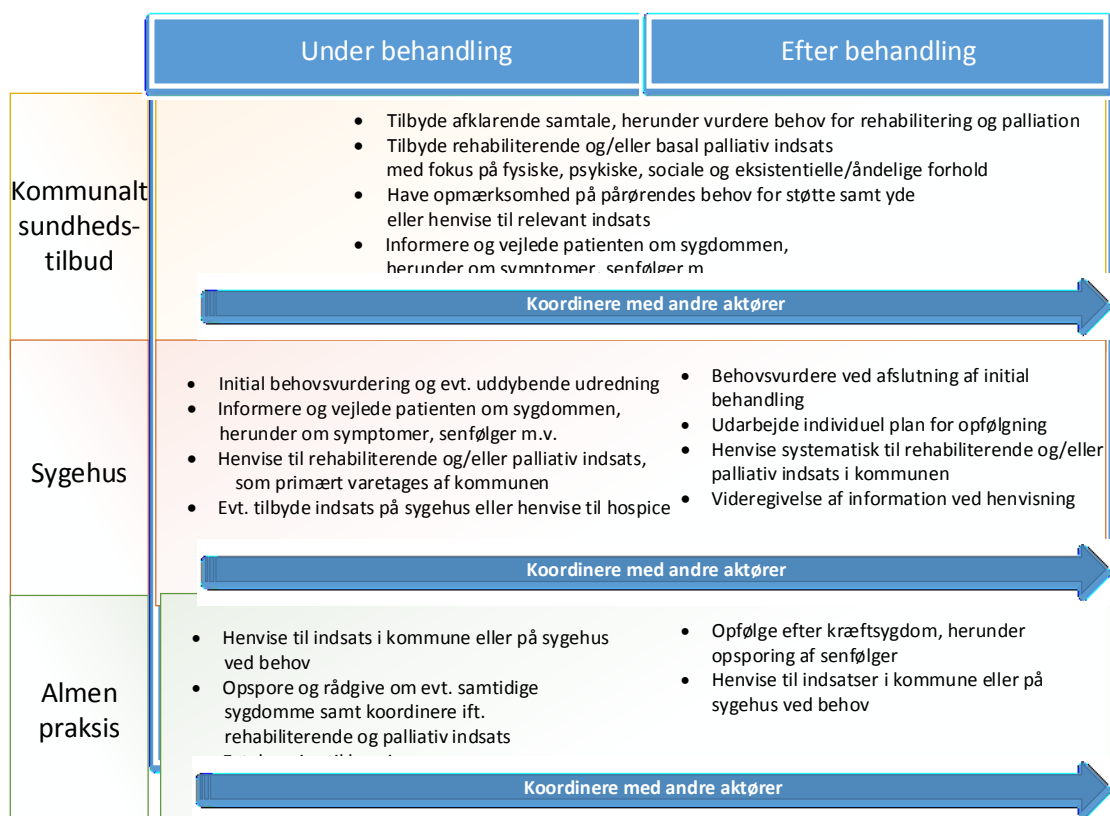 Under behandling
Efter behandling
Kommunalt
sundheds-
tilbud
• Tilbyde afklarende samtale, herunder vurdere behov for rehabilitering og palliation
• Tilbyde rehabiliterende og/eller basal palliativ indsats
med fokus på fysiske, psykiske, sociale og eksistentielle/åndelige forhold
• Have opmærksomhed på pårørendes behov for støtte samt yde
eller henvise til relevant indsats
• Informere og vejlede patienten om sygdommen,
herunder om symptomer, senfølger m
Koordinere med andre aktører
Sygehus
• Initial behovsvurdering og evt. uddybende udredning
• Informere og vejlede patienten om sygdommen,
herunder om symptomer, senfølger m.v.
• Henvise til rehabiliterende og/eller palliativ indsats,
som primært varetages af kommunen
• Evt. tilbyde indsats på sygehus eller henvise til hospice
• Behovsvurdere ved afslutning af initial
behandling
• Udarbejde individuel plan for opfølgning
• Henvise systematisk til rehabiliterende og/eller
palliativ indsats i kommunen
• Videregivelse af information ved henvisning
Koordinere med andre aktører
Almen
praksis
• Henvise til indsats i kommune eller på sygehus
ved behov
• Opspore og rådgive om evt. samtidige
sygdomme samt koordinere ift.
rehabiliterende og palliativ indsats
• Opfølge efter kræftsygdom, herunder
opsporing af senfølger
• Henvise til indsatser i kommune eller på
sygehus ved behov
Koordinere med andre aktører